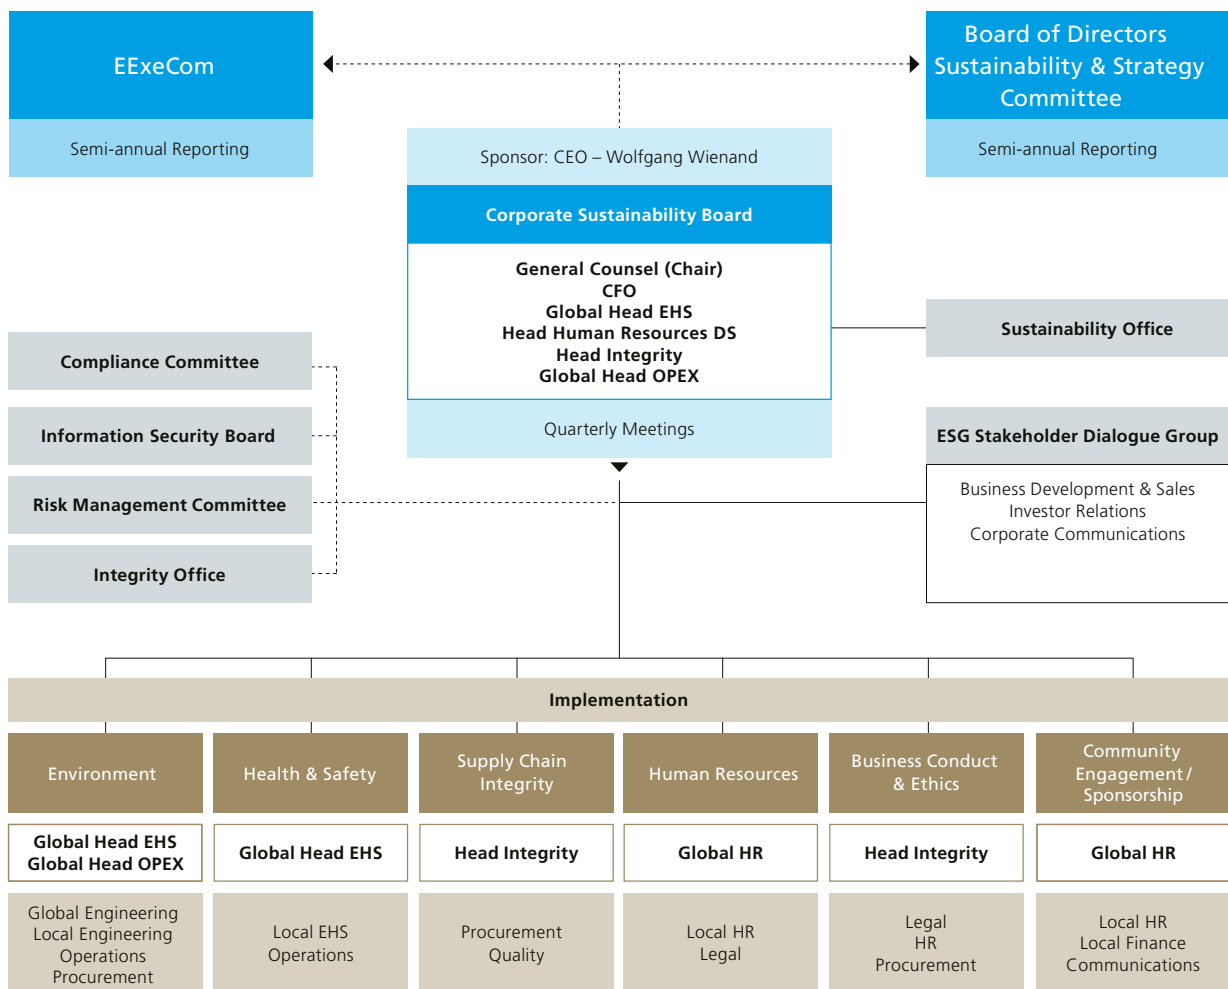 EExeCom
Semi-annual Reporting
Board of Directors
Sustainability & Strategy
Committee
Semi-annual Reporting
Sponsor: CEO – Wolfgang Wienand
Corporate Sustainability Board
General Counsel (Chair)
CFO
Global Head EHS
Head Human Resources DS
Head Integrity
Global Head OPEX
Quarterly Meetings
Sustainability Office
Compliance Committee
Information Security Board
Risk Management Committee
Integrity Office
ESG Stakeholder Dialogue Group
Business Development & Sales
Investor Relations
Corporate Communications
Implementation
Environment
Global Head EHS
Global Head OPEX
Global Engineering
Local Engineering
Operations
Procurement
Health & Safety
Global Head EHS
Local EHS
Operations
Supply Chain
Integrity
Head Integrity
Procurement
Quality
Human Resources
Global HR
Local HR
Legal
Business Conduct
& Ethics
Head Integrity
Legal
HR
Procurement
Community
Engagement/
Sponsorship
Global HR
Local HR
Local Finance
Communications